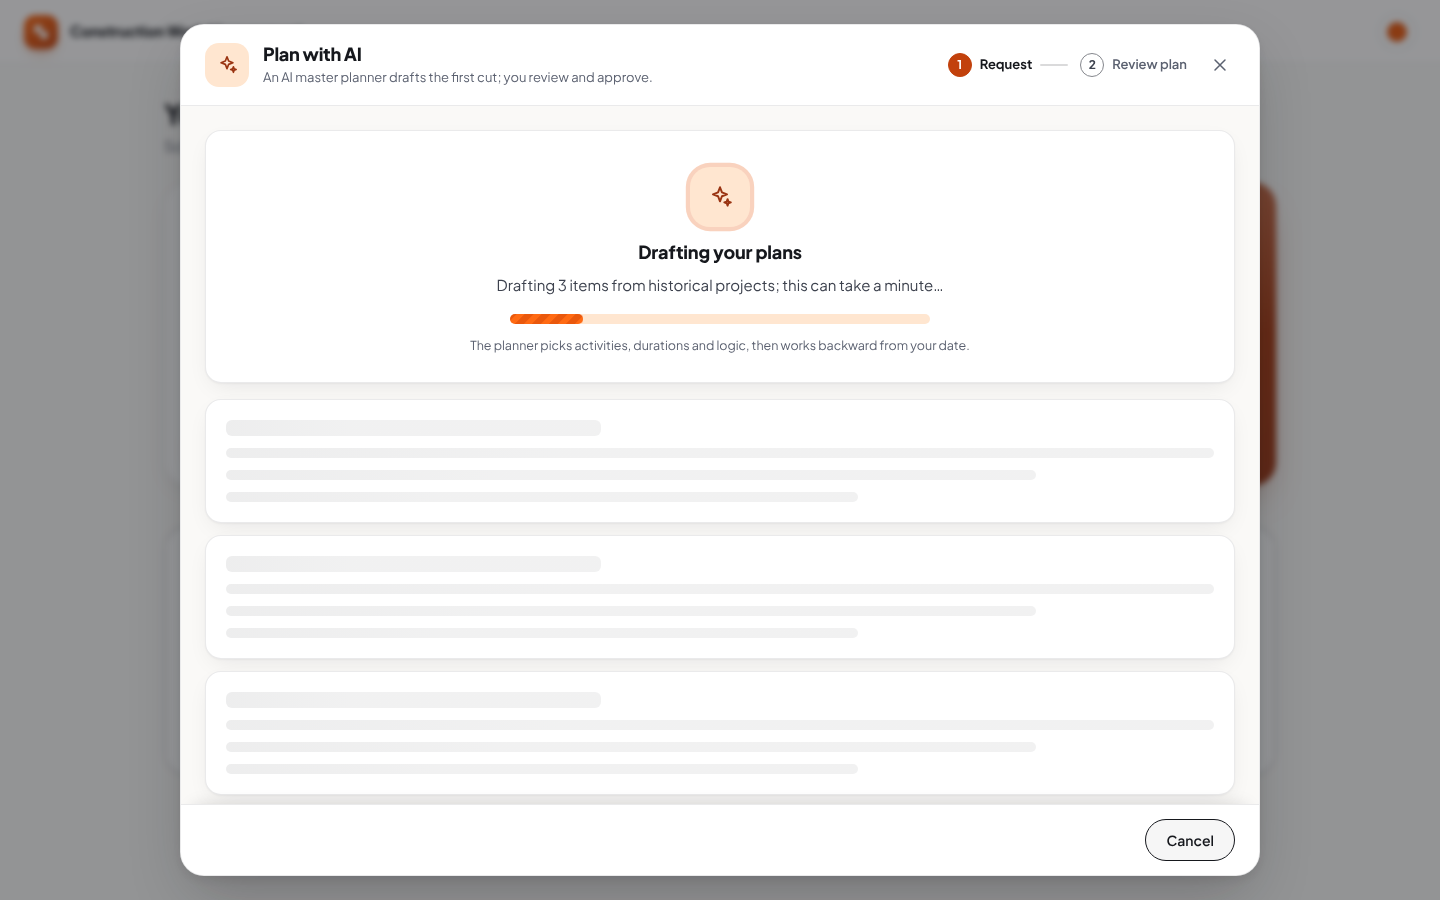 Plan with AI
An AI master planner drafts the first cut; you review and approve.
1 Request
2 Review plan
Drafting your plans
Drafting 3 items from historical projects; this can take a minute...
The planner picks activities, durations and logic, then works backward from your date.
Cancel